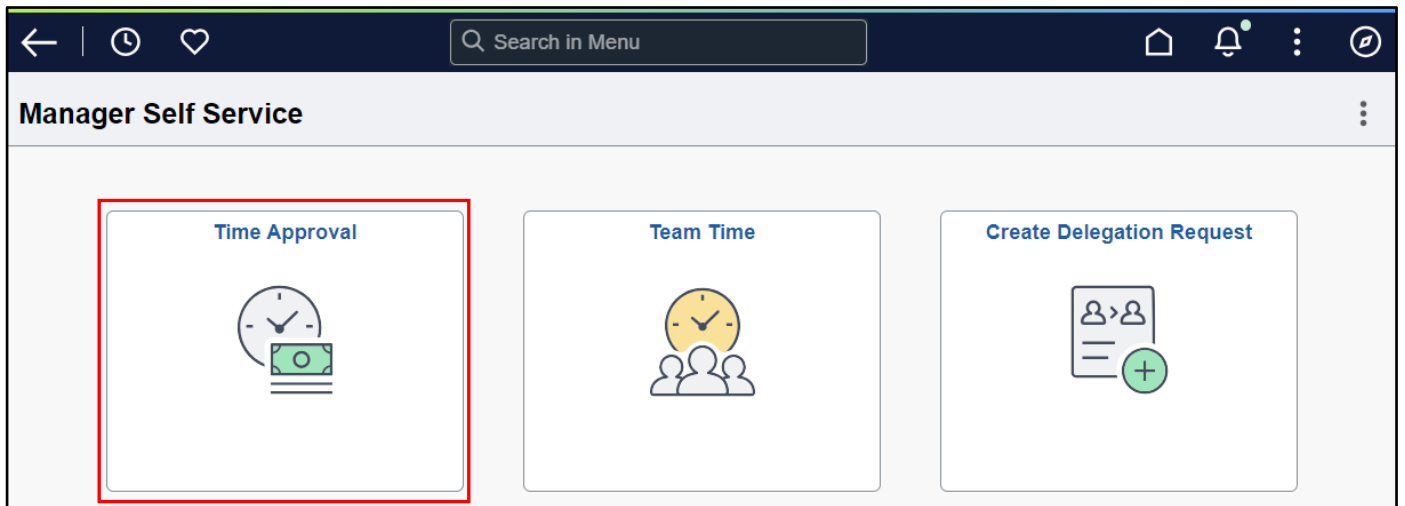 Search in Menu
Manager Self Service
Time Approval
Team Time
Create Delegation Request